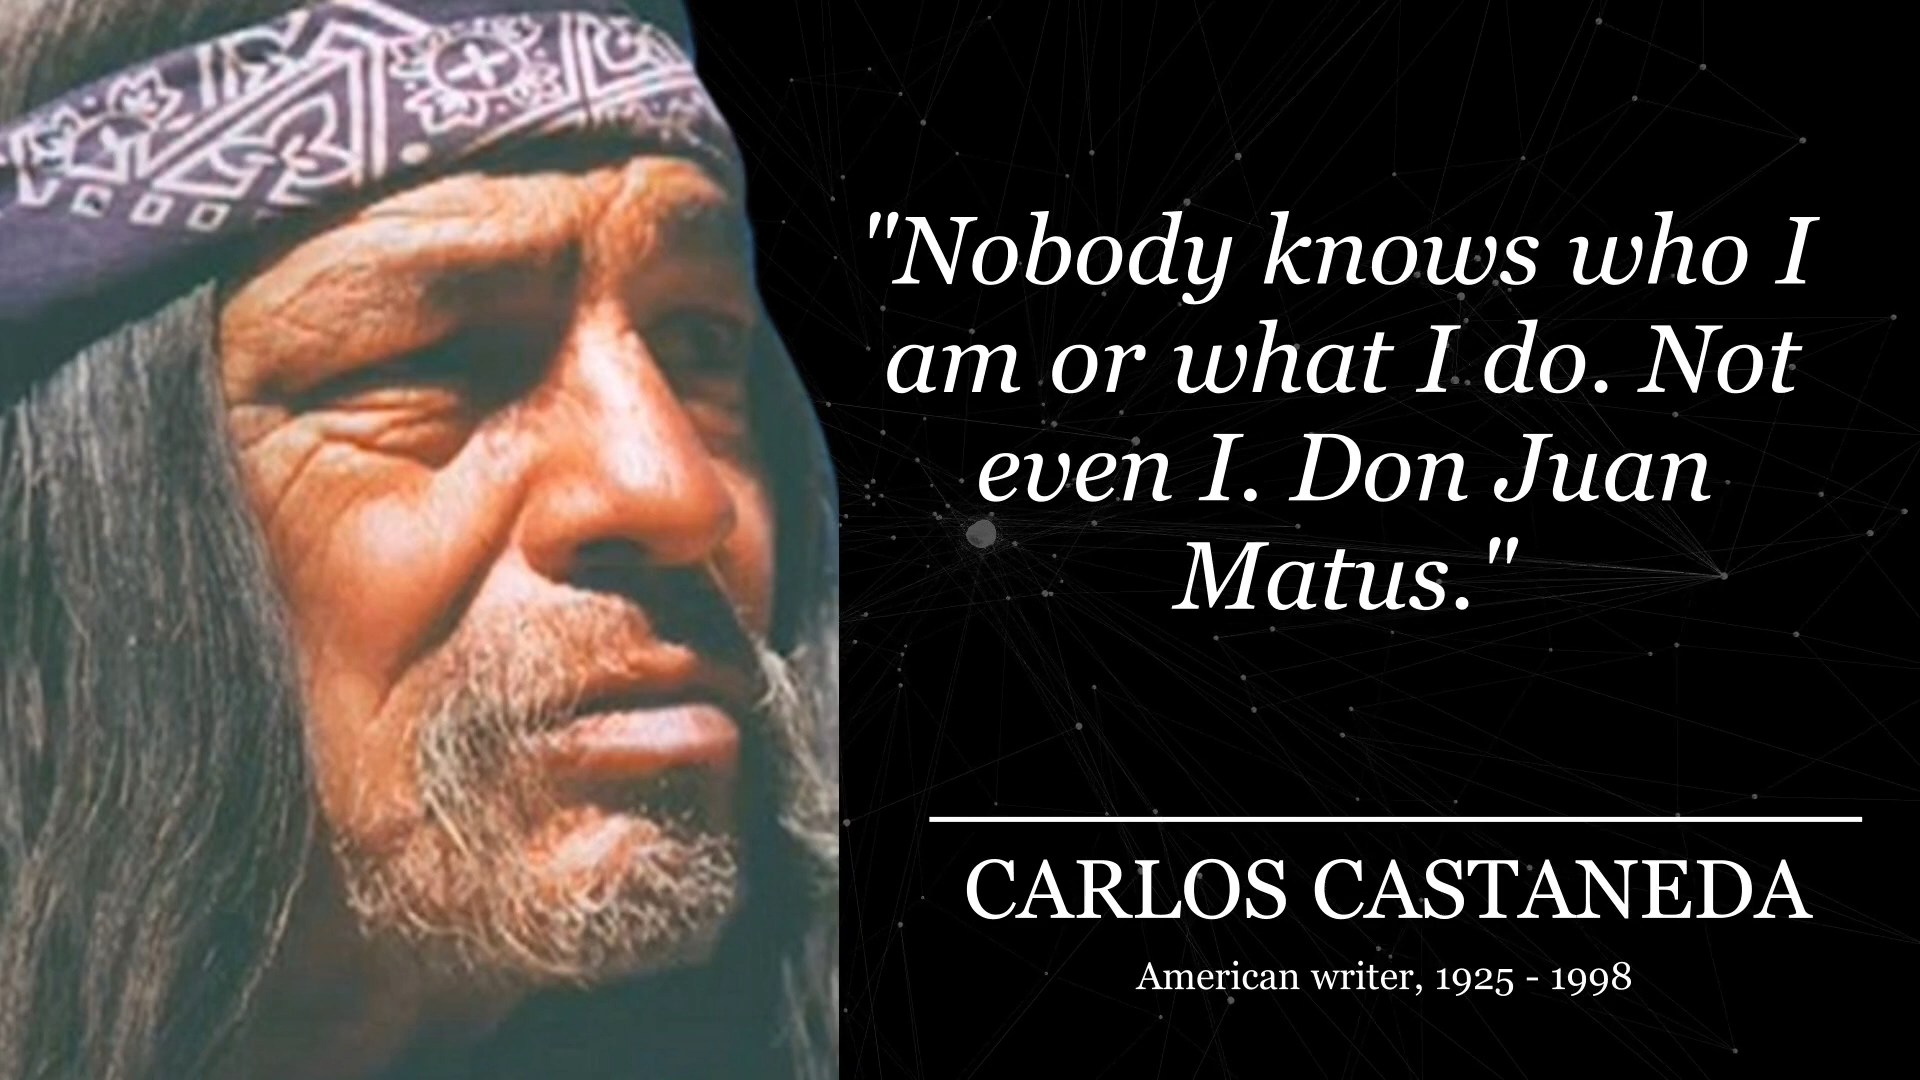 "Nobody knows who I
am or what I do. Not
even I. Don Juan
Matus."
CARLOS CASTANEDA
American writer, 1925 - 1998